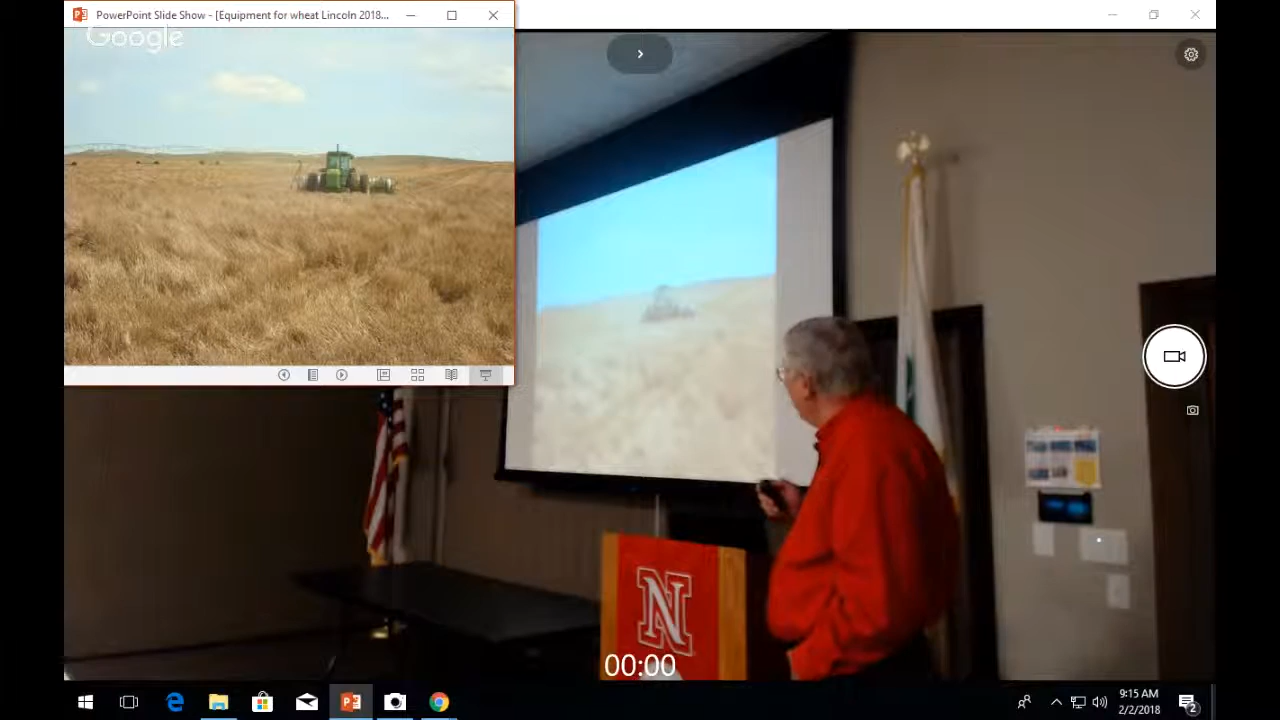 PowerPoint Slide Show - [Equipment for wheat Lincoln 2018...
Google
N
00:00
9:15 AM
2/2/2018
2